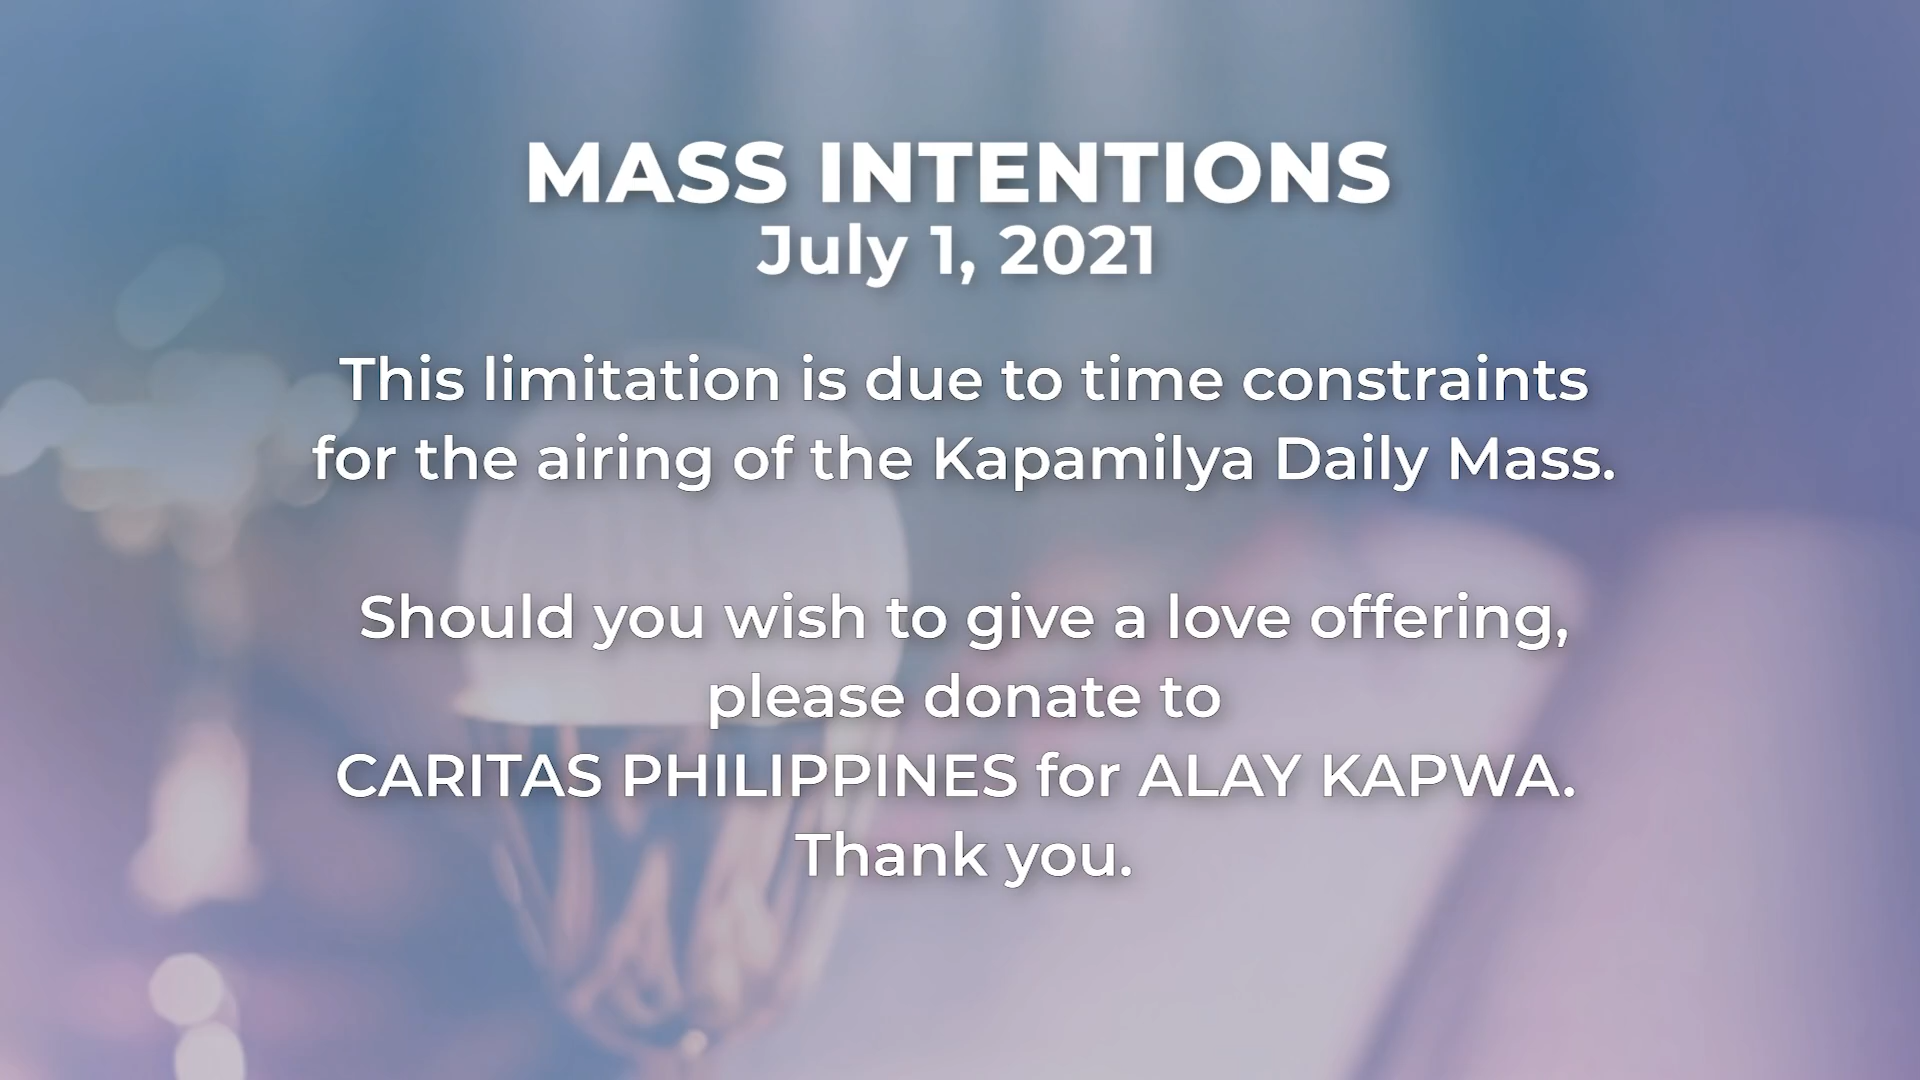 MASS INTENTIONS
July 1, 2021
This limitation is due to time constraints
for the airing of the Kapamilya Daily Mass.
Should you wish to give a love offering,
please donate to
CARITAS PHILIPPINES for ALAY KAPWA.
Thank you.